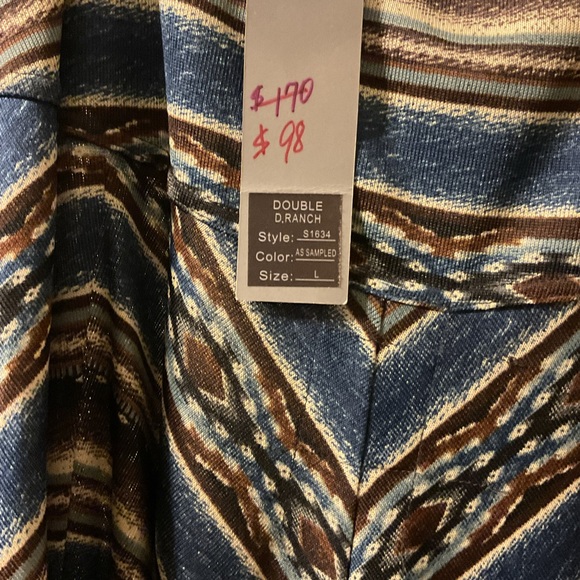 $170
$98
DOUBLE
D.RANCH
Style: S1634
Color: AS SAMPLED
Size: L